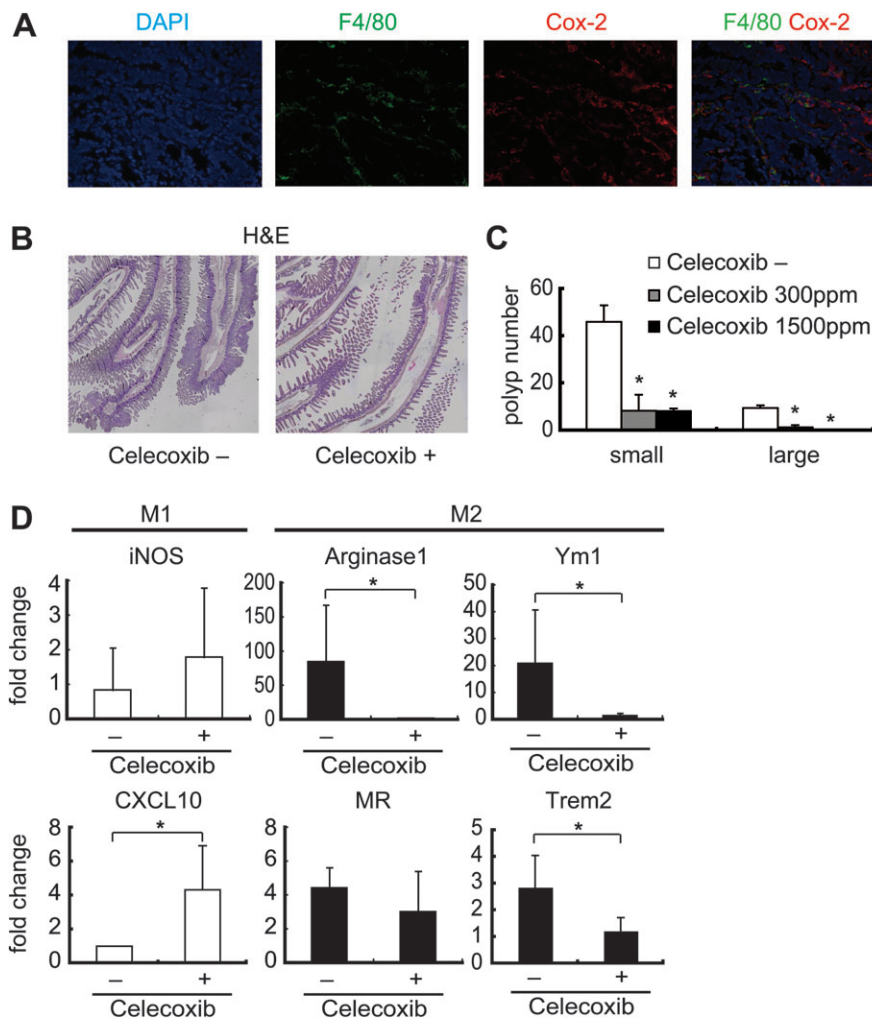 A
DAPI
F4/80
Cox-2
F4/80 Cox-2
B
H&E
Celecoxib –
Celecoxib +
C
Celecoxib –
Celecoxib 300ppm
Celecoxib 1500ppm
polyp number
60
40
20
0
*
*
*
*
small
large
D
M1
M2
iNOS
fold change
4
3
2
1
0
– +
Celecoxib
Arginase1
200
150
100
50
0
*
– +
Celecoxib
Ym1
50
40
30
20
10
0
*
– +
Celecoxib
CXCL10
fold change
8
6
4
2
0
*
– +
Celecoxib
MR
8
6
4
2
0
– +
Celecoxib
Trem2
5
4
3
2
1
0
*
– +
Celecoxib